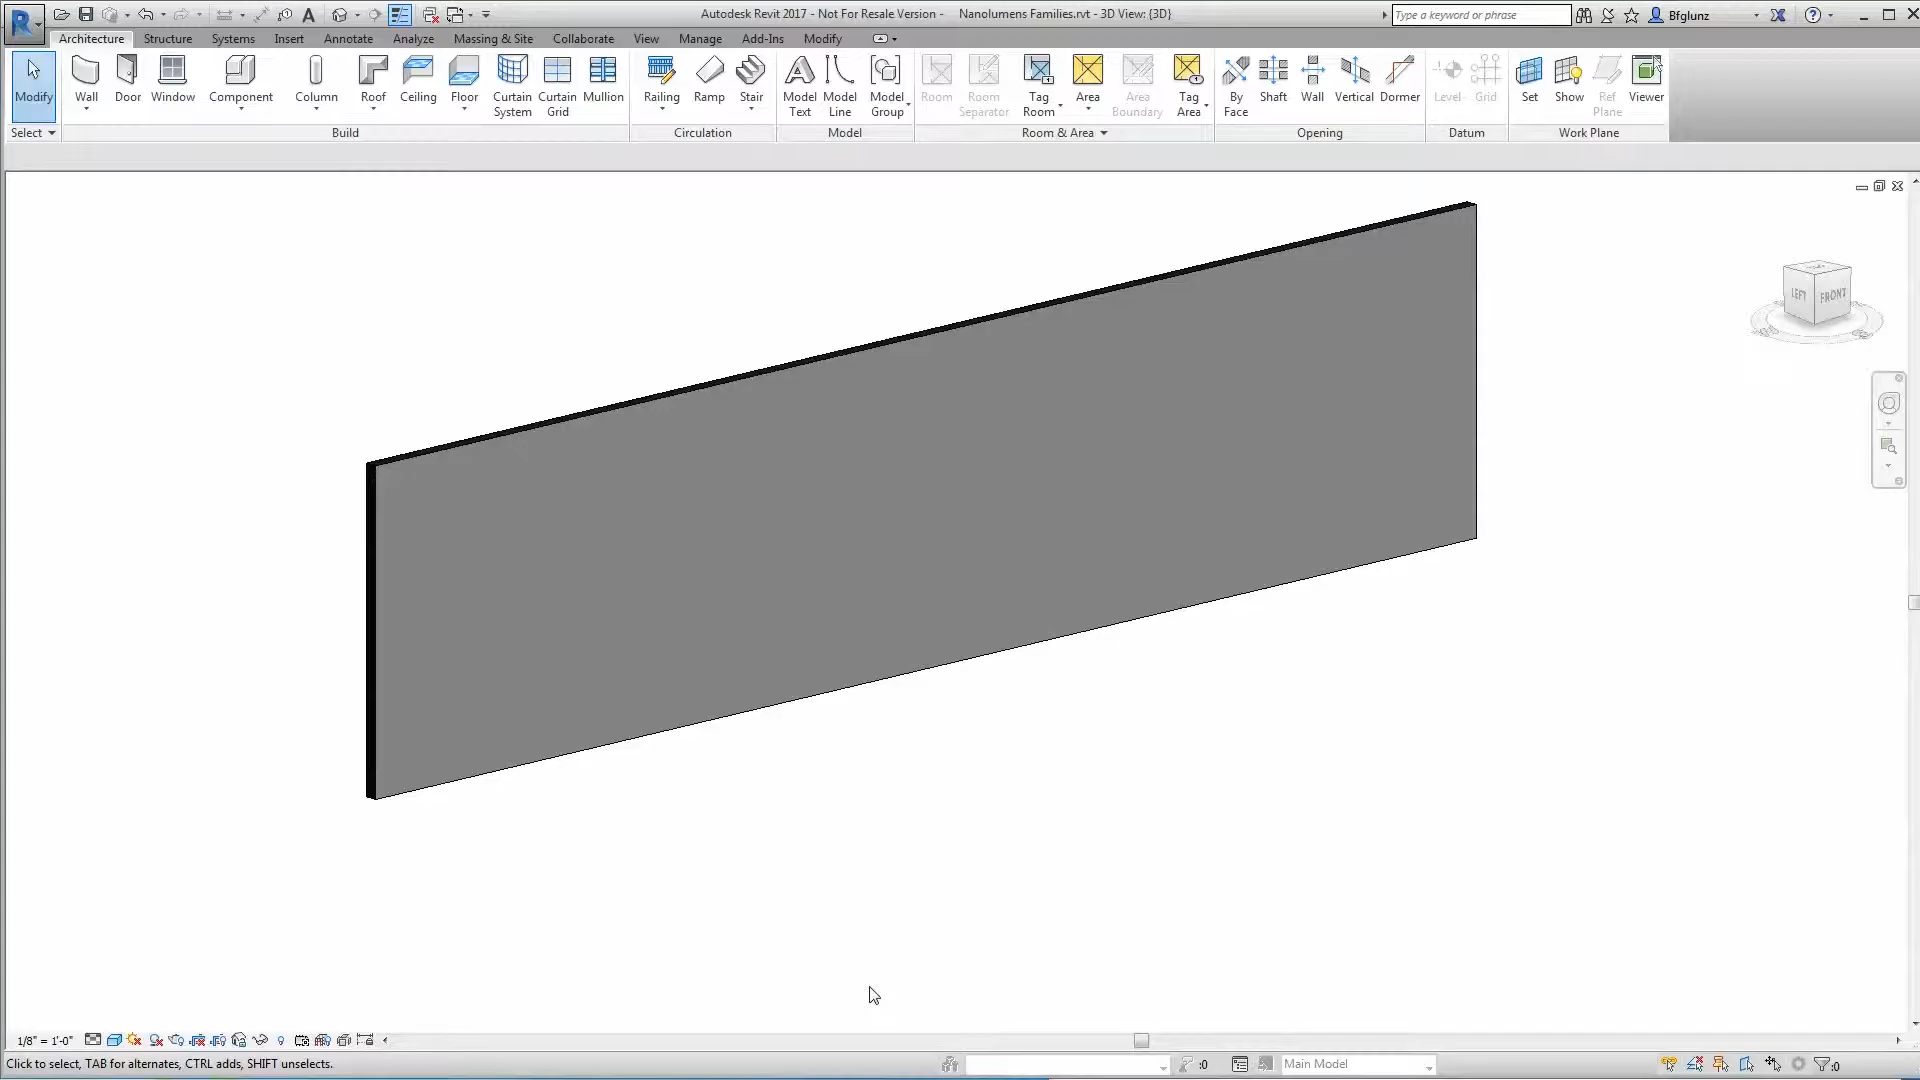 Autodesk Revit 2017 - Not For Resale Version -    Nanolumens Families.rvt - 3D View: {3D}
Type a keyword or phrase
Bfglunz
Architecture Structure Systems Insert Annotate Analyze Massing & Site Collaborate View Manage Add-Ins Modify
Modify Wall Door Window Component Column Roof Ceiling Floor Curtain System Curtain Grid Mullion Railing Ramp Stair Model Text Model Line Model Group Room Room Separator Tag Room Area Area Boundary Tag Area By Face Shaft Wall Vertical Dormer Level Grid Set Show Ref Plane Viewer
Select Build Circulation Model Room & Area Opening Datum Work Plane
LEFT FRONT
1/8" = 1'-0"
Click to select, TAB for alternates, CTRL adds, SHIFT unselects.
:0
Main Model
:0